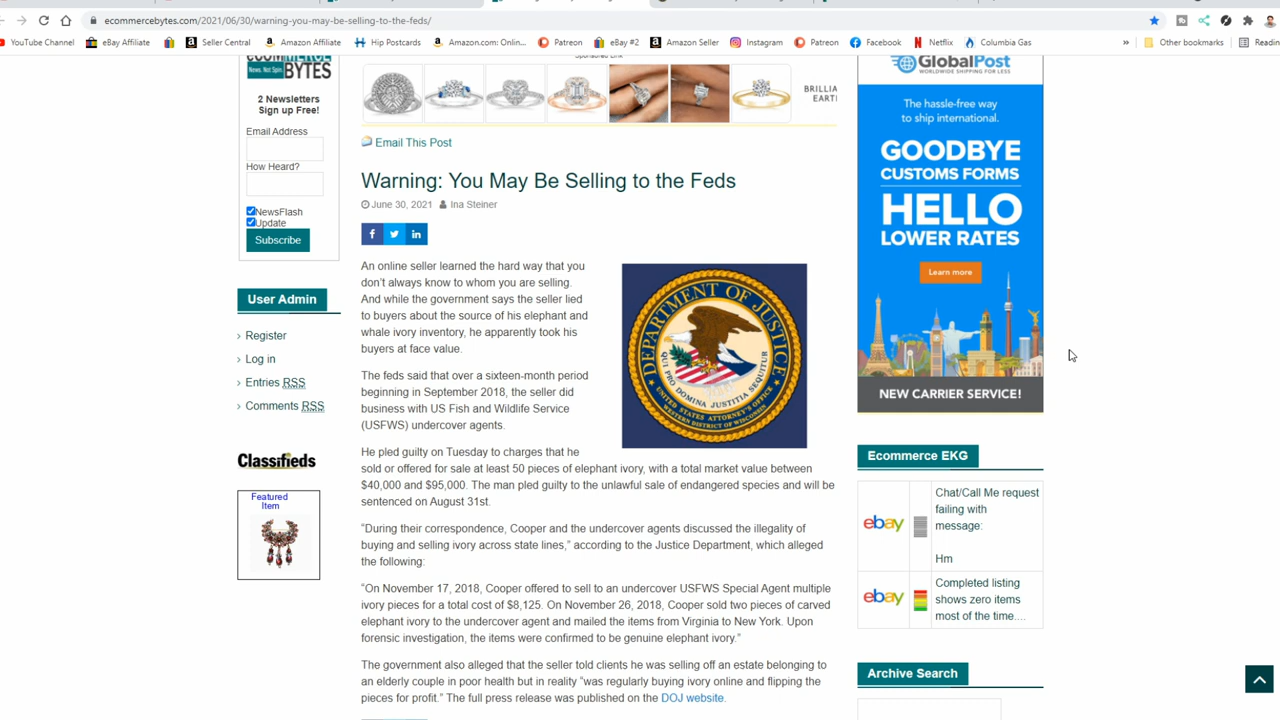 ecommercebytes.com/2021/06/30/warning-you-may-be-selling-to-the-feds/
YouTube Channel
eBay Affiliate
Seller Central
Amazon Affiliate
Hip Postcards
Amazon.com: Onlin...
Patreon
eBay #2
Amazon Seller
Instagram
Patreon
Facebook
Netflix
Columbia Gas
»
Other bookmarks
BYTES
News. Not Spin.
2 Newsletters
Sign up Free!
Email Address
How Heard?
NewsFlash
Update
Subscribe
User Admin
Register
Log in
Entries RSS
Comments RSS
Classifieds
Featured
Item
BRILLIA
EARTH
Email This Post
Warning: You May Be Selling to the Feds
June 30, 2021 Ina Steiner
An online seller learned the hard way that you
don't always know to whom you are selling.
And while the government says the seller lied
to buyers about the source of his elephant and
whale ivory inventory, he apparently took his
buyers at face value.
The feds said that over a sixteen-month period
beginning in September 2018, the seller did
business with US Fish and Wildlife Service
(USFWS) undercover agents.
DEPARTMENT OF JUSTICE
QUI PRO DOMINA JUSTITIA SEQUITUR
UNITED STATES ATTORNEY'S OFFICE
WESTERN DISTRICT OF WISCONSIN
He pled guilty on Tuesday to charges that he
sold or offered for sale at least 50 pieces of elephant ivory, with a total market value between
$40,000 and $95,000. The man pled guilty to the unlawful sale of endangered species and will be
sentenced on August 31st.
“During their correspondence, Cooper and the undercover agents discussed the illegality of
buying and selling ivory across state lines,” according to the Justice Department, which alleged
the following:
“On November 17, 2018, Cooper offered to sell to an undercover USFWS Special Agent multiple
ivory pieces for a total cost of $8,125. On November 26, 2018, Cooper sold two pieces of carved
elephant ivory to the undercover agent and mailed the items from Virginia to New York. Upon
forensic investigation, the items were confirmed to be genuine elephant ivory.”
The government also alleged that the seller told clients he was selling off an estate belonging to
an elderly couple in poor health but in reality “was regularly buying ivory online and flipping the
pieces for profit.” The full press release was published on the DOJ website.
GlobalPost
WORLDWIDE SHIPPING FOR LESS
The hassle-free way
to ship international.
GOODBYE
CUSTOMS FORMS
HELLO
LOWER RATES
Learn more
NEW CARRIER SERVICE!
Ecommerce EKG
ebay
Chat/Call Me request
failing with
message:
Hm
ebay
Completed listing
shows zero items
most of the time....
Archive Search